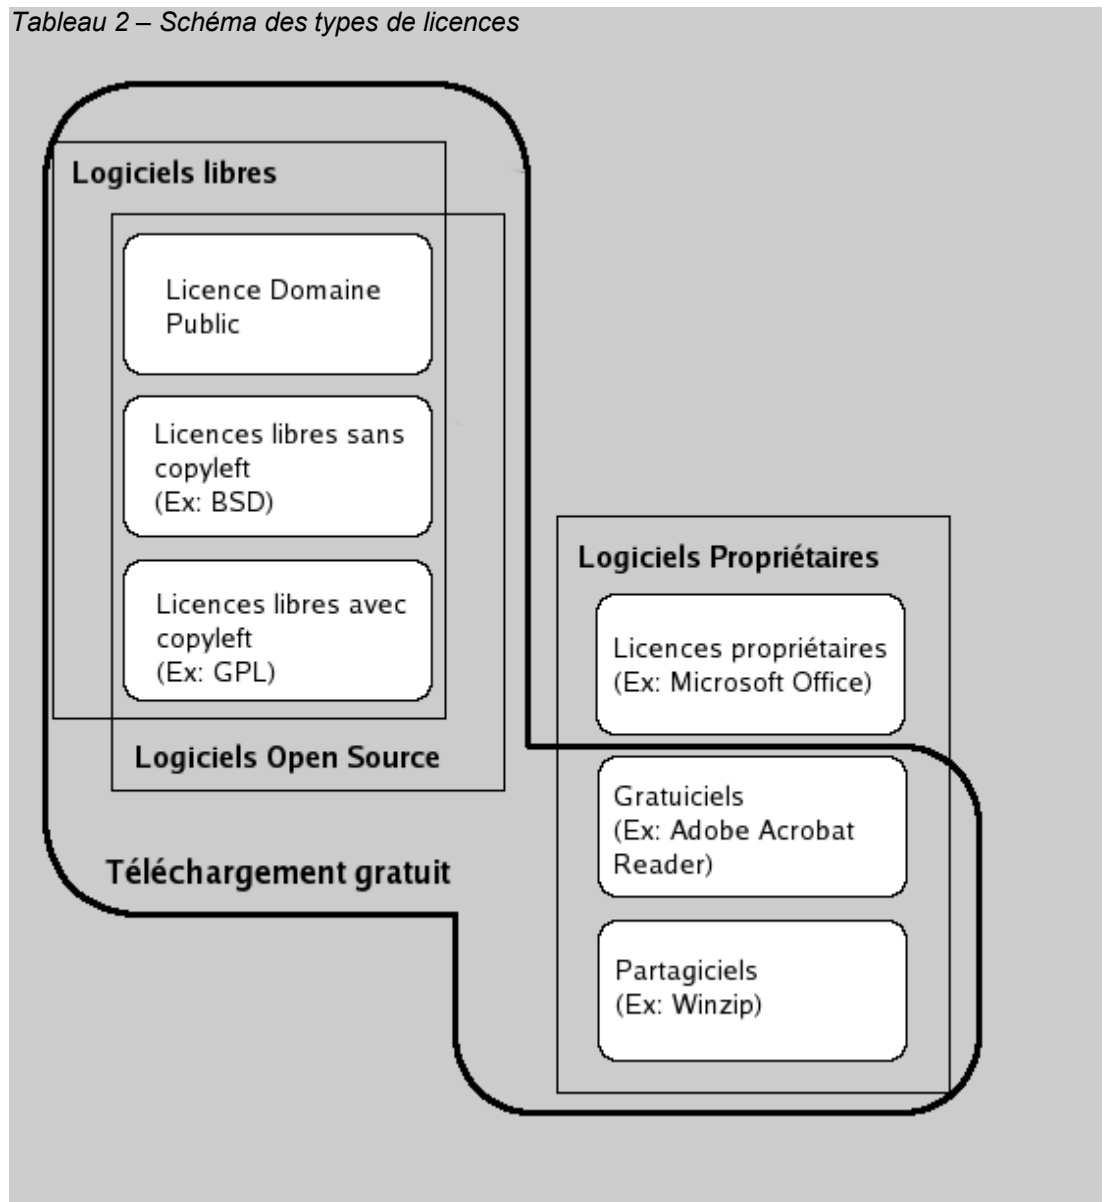 Tableau 2 – Schéma des types de licences
Logiciels libres
Licence Domaine
Public
Licences libres sans
copyleft
(Ex: BSD)
Licences libres avec
copyleft
(Ex: GPL)
Logiciels Open Source
Téléchargement gratuit
Logiciels Propriétaires
Licences propriétaires
(Ex: Microsoft Office)
Gratuiciels
(Ex: Adobe Acrobat
Reader)
Partagiciels
(Ex: Winzip)